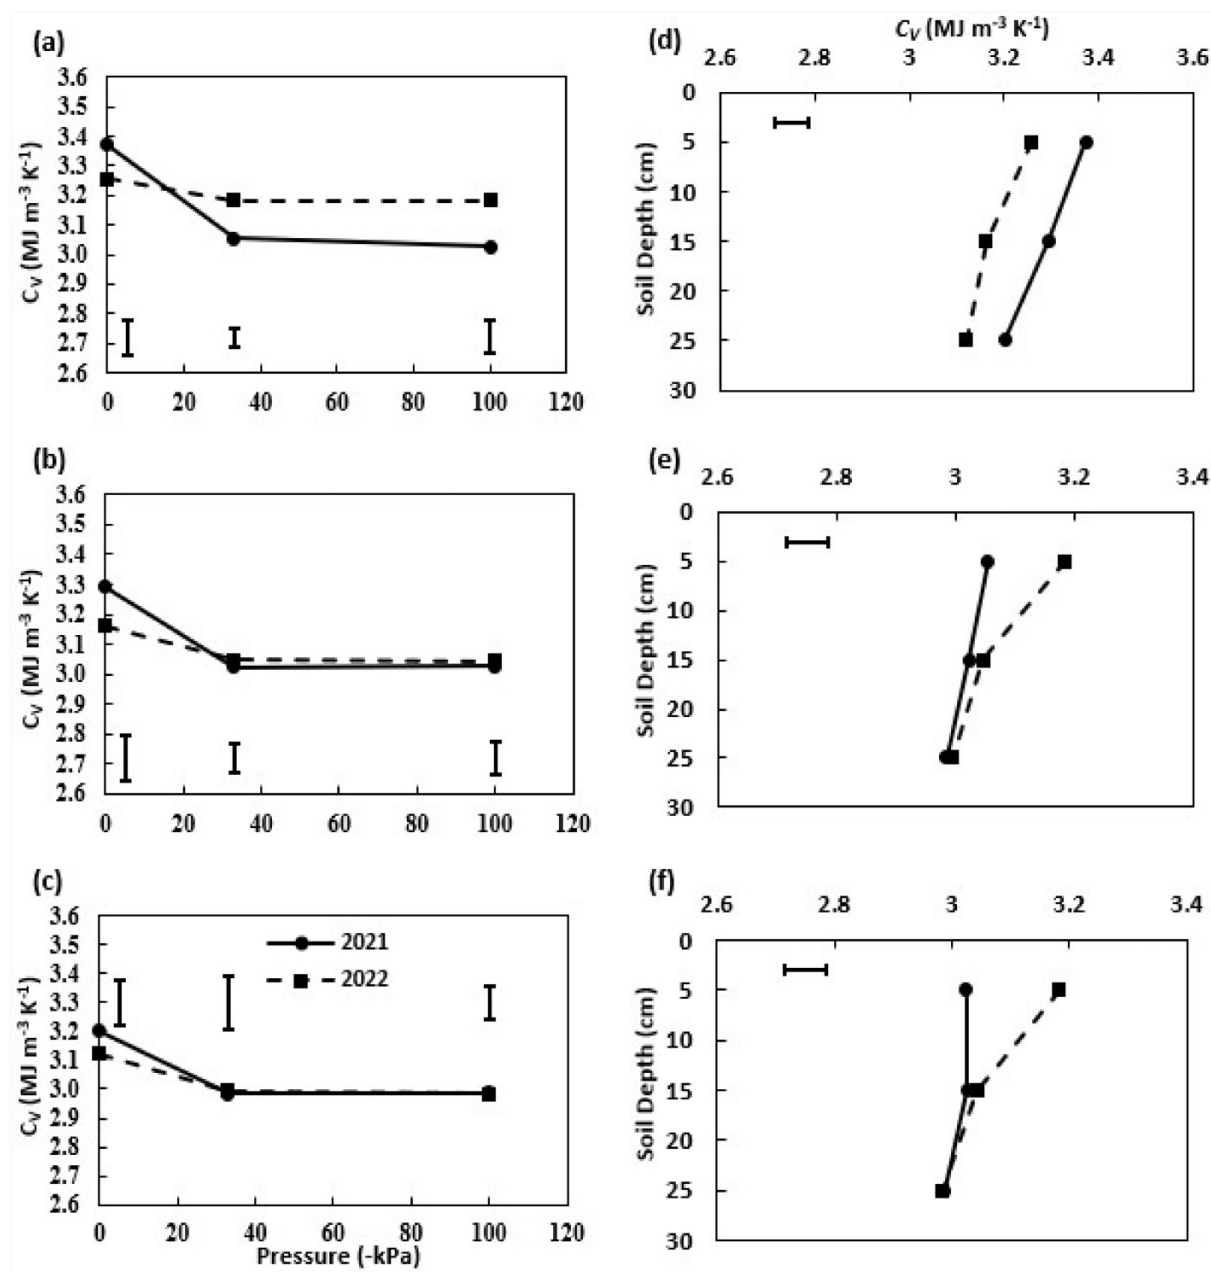 (a)
3.6
3.5
3.4
3.3
3.2
3.1
3.0
2.9
2.8
2.7
2.6
C_V (MJ m⁻³ K⁻¹)
0 20 40 60 80 100 120
(d)
C_V (MJ m⁻³ K⁻¹)
2.6 2.8 3 3.2 3.4 3.6
0
5
10
15
20
25
30
Soil Depth (cm)
(b)
3.6
3.5
3.4
3.3
3.2
3.1
3.0
2.9
2.8
2.7
2.6
C_V (MJ m⁻³ K⁻¹)
0 20 40 60 80 100 120
(e)
2.6 2.8 3 3.2 3.4
0
5
10
15
20
25
30
Soil Depth (cm)
(c)
3.6
3.5
3.4
3.3
3.2
3.1
3.0
2.9
2.8
2.7
2.6
C_V (MJ m⁻³ K⁻¹)
2021
2022
0 20 40 60 80 100 120
Pressure (-kPa)
(f)
2.6 2.8 3 3.2 3.4
0
5
10
15
20
25
30
Soil Depth (cm)